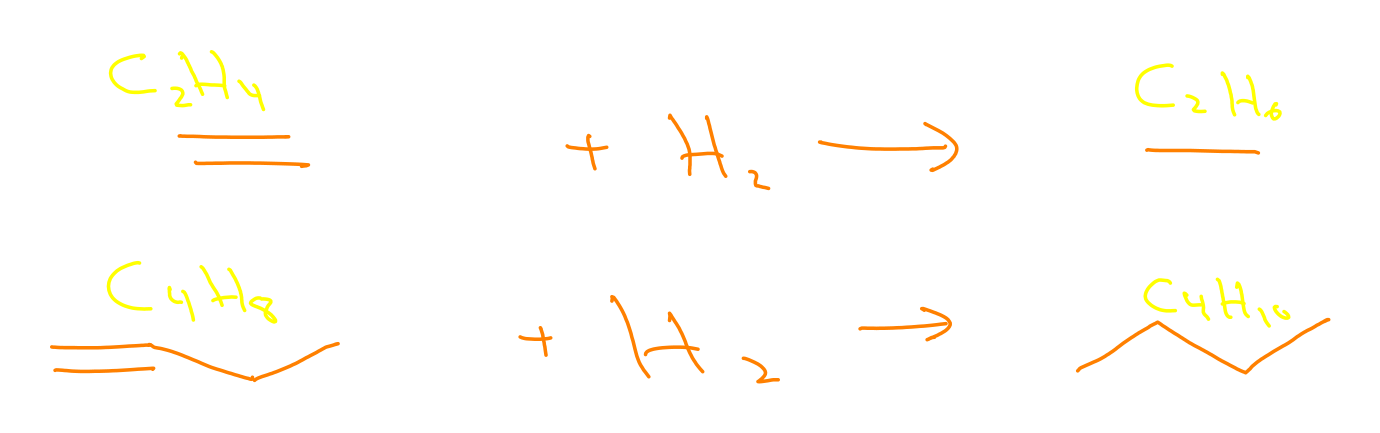 C₂H₄ + H₂ → C₂H₆
C₄H₈ + H₂ → C₄H₁₀